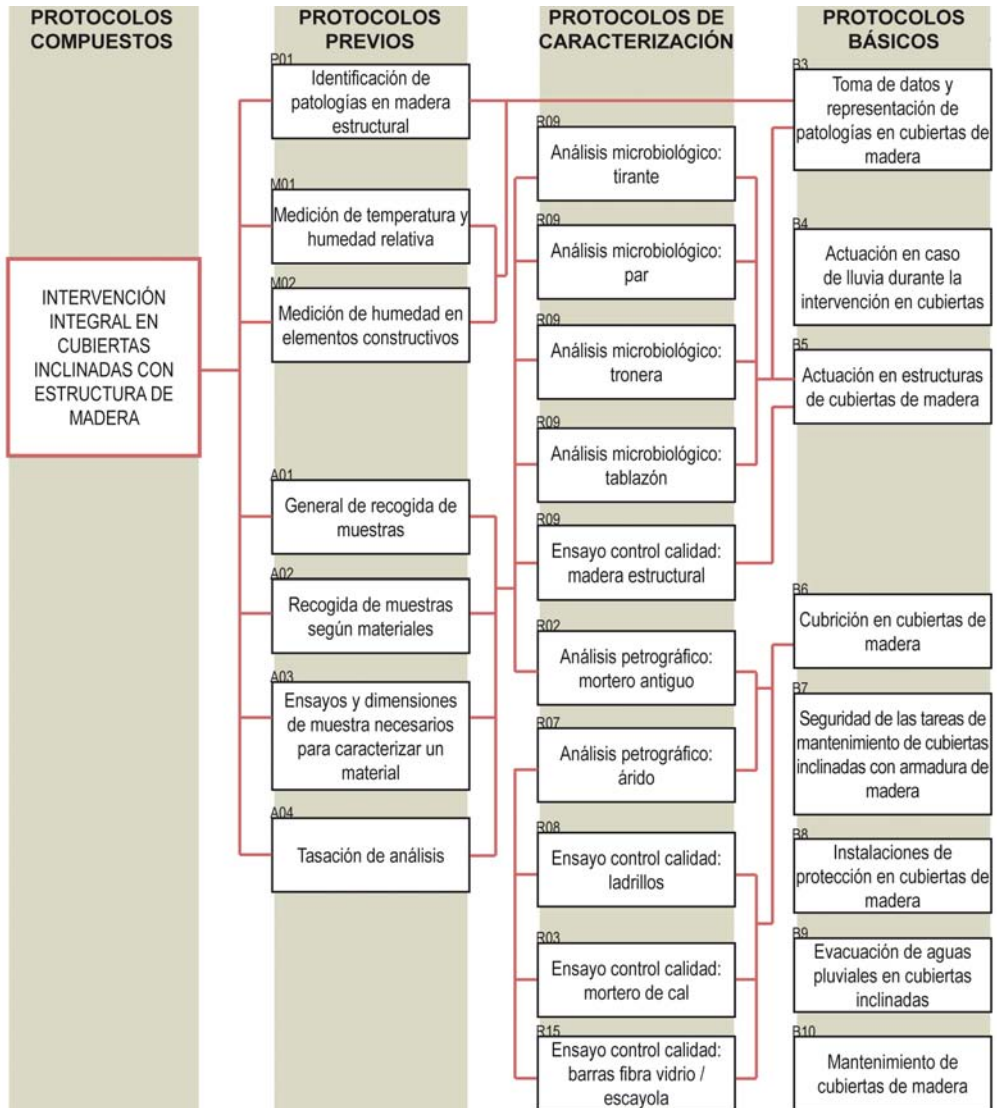 PROTOCOLOS
COMPUESTOS
INTERVENCIÓN
INTEGRAL EN
CUBIERTAS
INCLINADAS CON
ESTRUCTURA DE
MADERA
PROTOCOLOS
PREVIOS
P01
Identificación de
patologías en madera
estructural
M01
Medición de temperatura y
humedad relativa
M02
Medición de humedad en
elementos constructivos
A01
General de recogida de
muestras
A02
Recogida de muestras
según materiales
A03
Ensayos y dimensiones
de muestra necesarios
para caracterizar un
material
A04
Tasación de análisis
PROTOCOLOS DE
CARACTERIZACIÓN
R09
Análisis microbiológico:
tirante
R09
Análisis microbiológico:
par
R09
Análisis microbiológico:
tronera
R09
Análisis microbiológico:
tablazón
R09
Ensayo control calidad:
madera estructural
R02
Análisis petrográfico:
mortero antiguo
R07
Análisis petrográfico:
árido
R08
Ensayo control calidad:
ladrillos
R03
Ensayo control calidad:
mortero de cal
R15
Ensayo control calidad:
barras fibra vidrio /
escayola
PROTOCOLOS
BÁSICOS
B3
Toma de datos y
representación de
patologías en cubiertas de
madera
B4
Actuación en caso
de lluvia durante la
intervención en cubiertas
B5
Actuación en estructuras
de cubiertas de madera
B6
Cubrición en cubiertas de
madera
B7
Seguridad de las tareas de
mantenimiento de cubiertas
inclinadas con armadura de
madera
B8
Instalaciones de
protección en cubiertas de
madera
B9
Evacuación de aguas
pluviales en cubiertas
inclinadas
B10
Mantenimiento de
cubiertas de madera